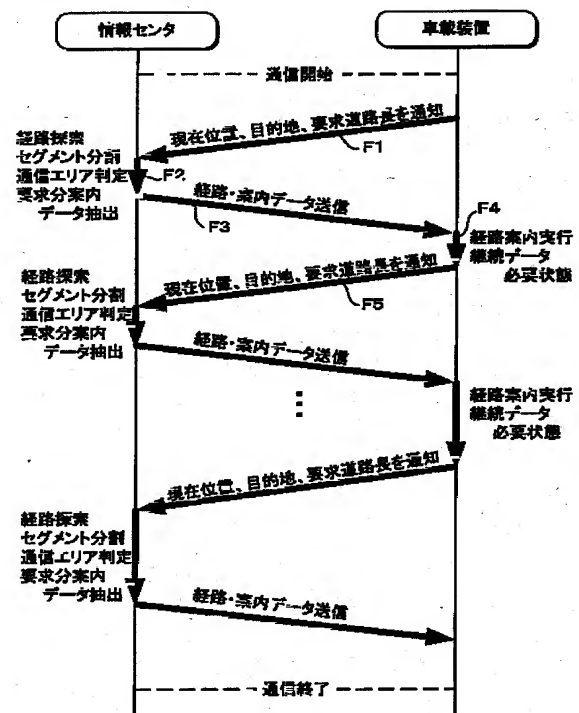 情報センタ
車載装置
通信開始
現在位置、目的地、要求道路長を通知
F1
経路探索
セグメント分割
通信エリア判定
要求分案内
データ抽出
F2
経路・案内データ送信
F3
F4
経路案内実行
継続データ
必要状態
現在位置、目的地、要求道路長を通知
F5
経路探索
セグメント分割
通信エリア判定
要求分案内
データ抽出
経路・案内データ送信
経路案内実行
継続データ
必要状態
現在位置、目的地、要求道路長を通知
経路探索
セグメント分割
通信エリア判定
要求分案内
データ抽出
経路・案内データ送信
通信終了